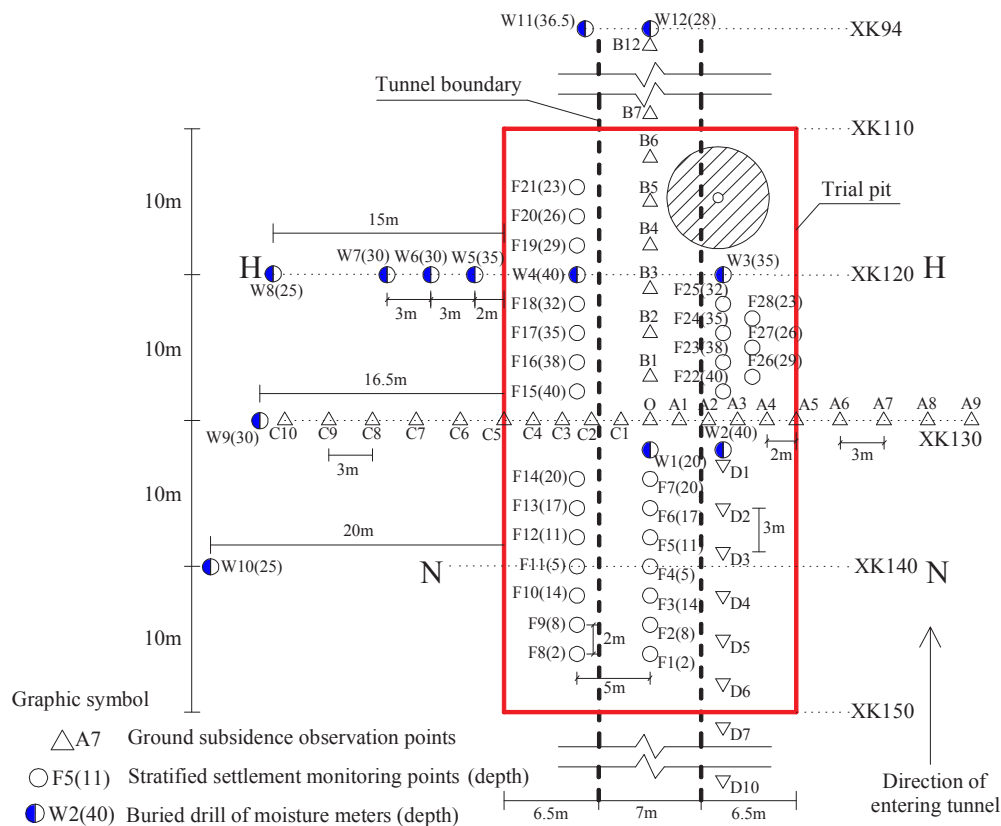 W11(36.5) W12(28) XK94
B12
Tunnel boundary
B7
XK110
B6
10m F21(23) B5 Trial pit
F20(26)
15m F19(29) B4
H W7(30) W6(30) W5(35) W4(40) B3 W3(35) XK120 H
W8(25) F25(32)
3m 3m 2m F18(32) F28(23)
B2 F24(35)
10m F17(35) F27(26)
F16(38) B1 F23(38) F26(29)
16.5m F22(40)
F15(40)
O A1 A2 A3 A4 A5 A6 A7 A8 A9
W9(30) C10 C9 C8 C7 C6 C5 C4 C3 C2 C1 W2(40) XK130
3m W1(20) 2m 3m
D1
F14(20) F7(20)
10m F13(17) F6(17) D2 3m
20m F12(11) F5(11)
D3
W10(25) N F11(5) F4(5) XK140 N
F10(14) F3(14) D4
F9(8) 2m F2(8)
D5
10m F8(2) F1(2)
5m D6
Graphic symbol XK150
A7 Ground subsidence observation points D7
F5(11) Stratified settlement monitoring points (depth)
D10
W2(40) Buried drill of moisture meters (depth)
6.5m 7m 6.5m
Direction of
entering tunnel